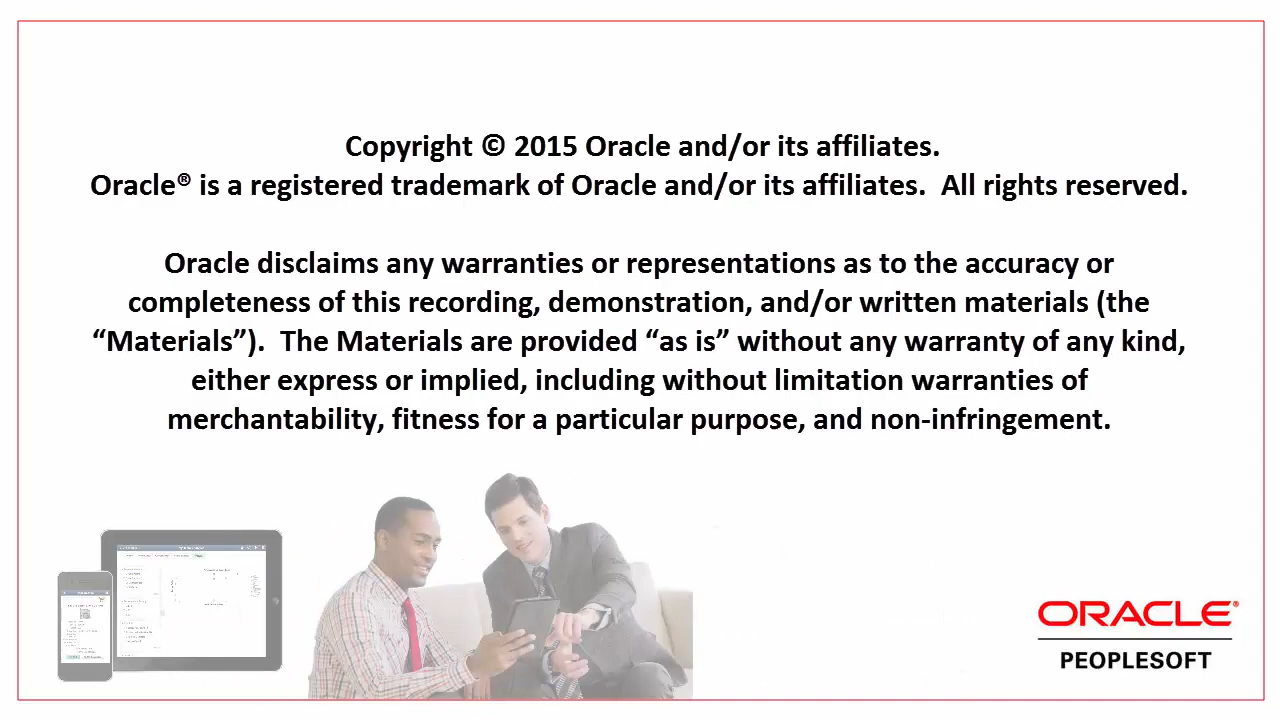 Copyright © 2015 Oracle and/or its affiliates.
Oracle® is a registered trademark of Oracle and/or its affiliates.  All rights reserved.
Oracle disclaims any warranties or representations as to the accuracy or
completeness of this recording, demonstration, and/or written materials (the
“Materials”).  The Materials are provided “as is” without any warranty of any kind,
either express or implied, including without limitation warranties of
merchantability, fitness for a particular purpose, and non-infringement.
ORACLE®
PEOPLESOFT